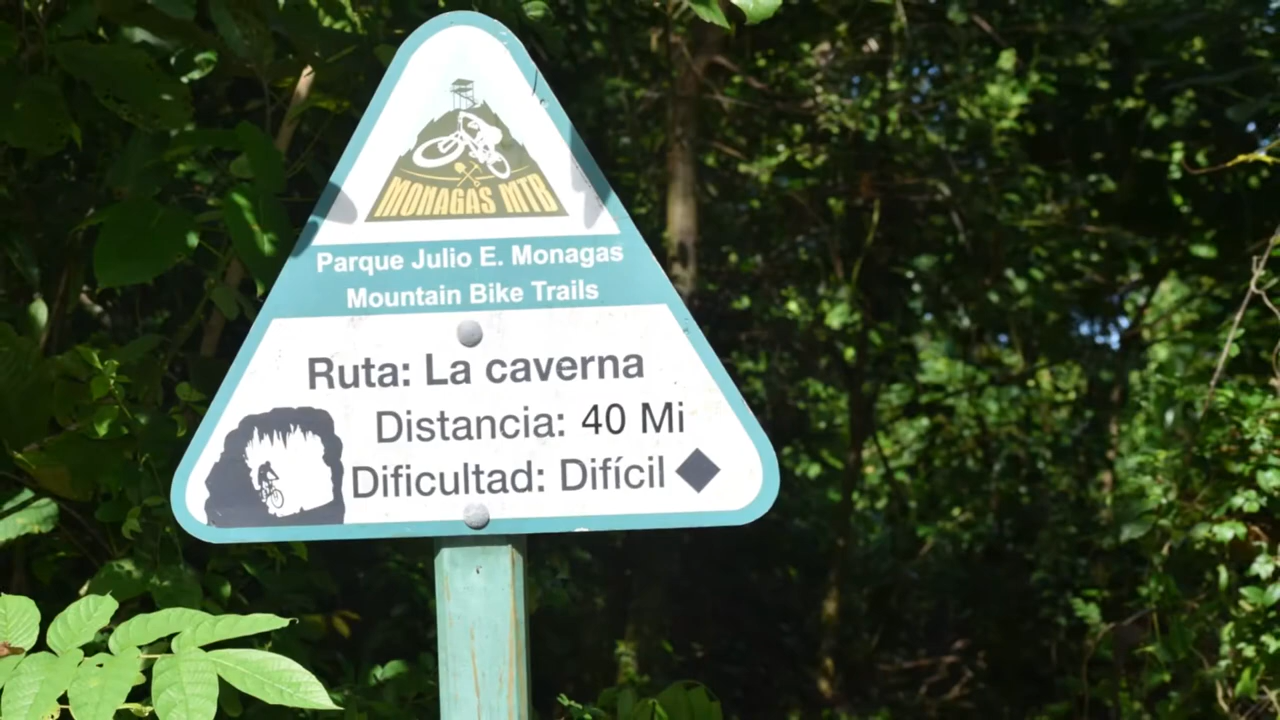 MONAGAS MTB
Parque Julio E. Monagas
Mountain Bike Trails
Ruta: La caverna
Distancia: 40 Mi
Dificultad: Difícil